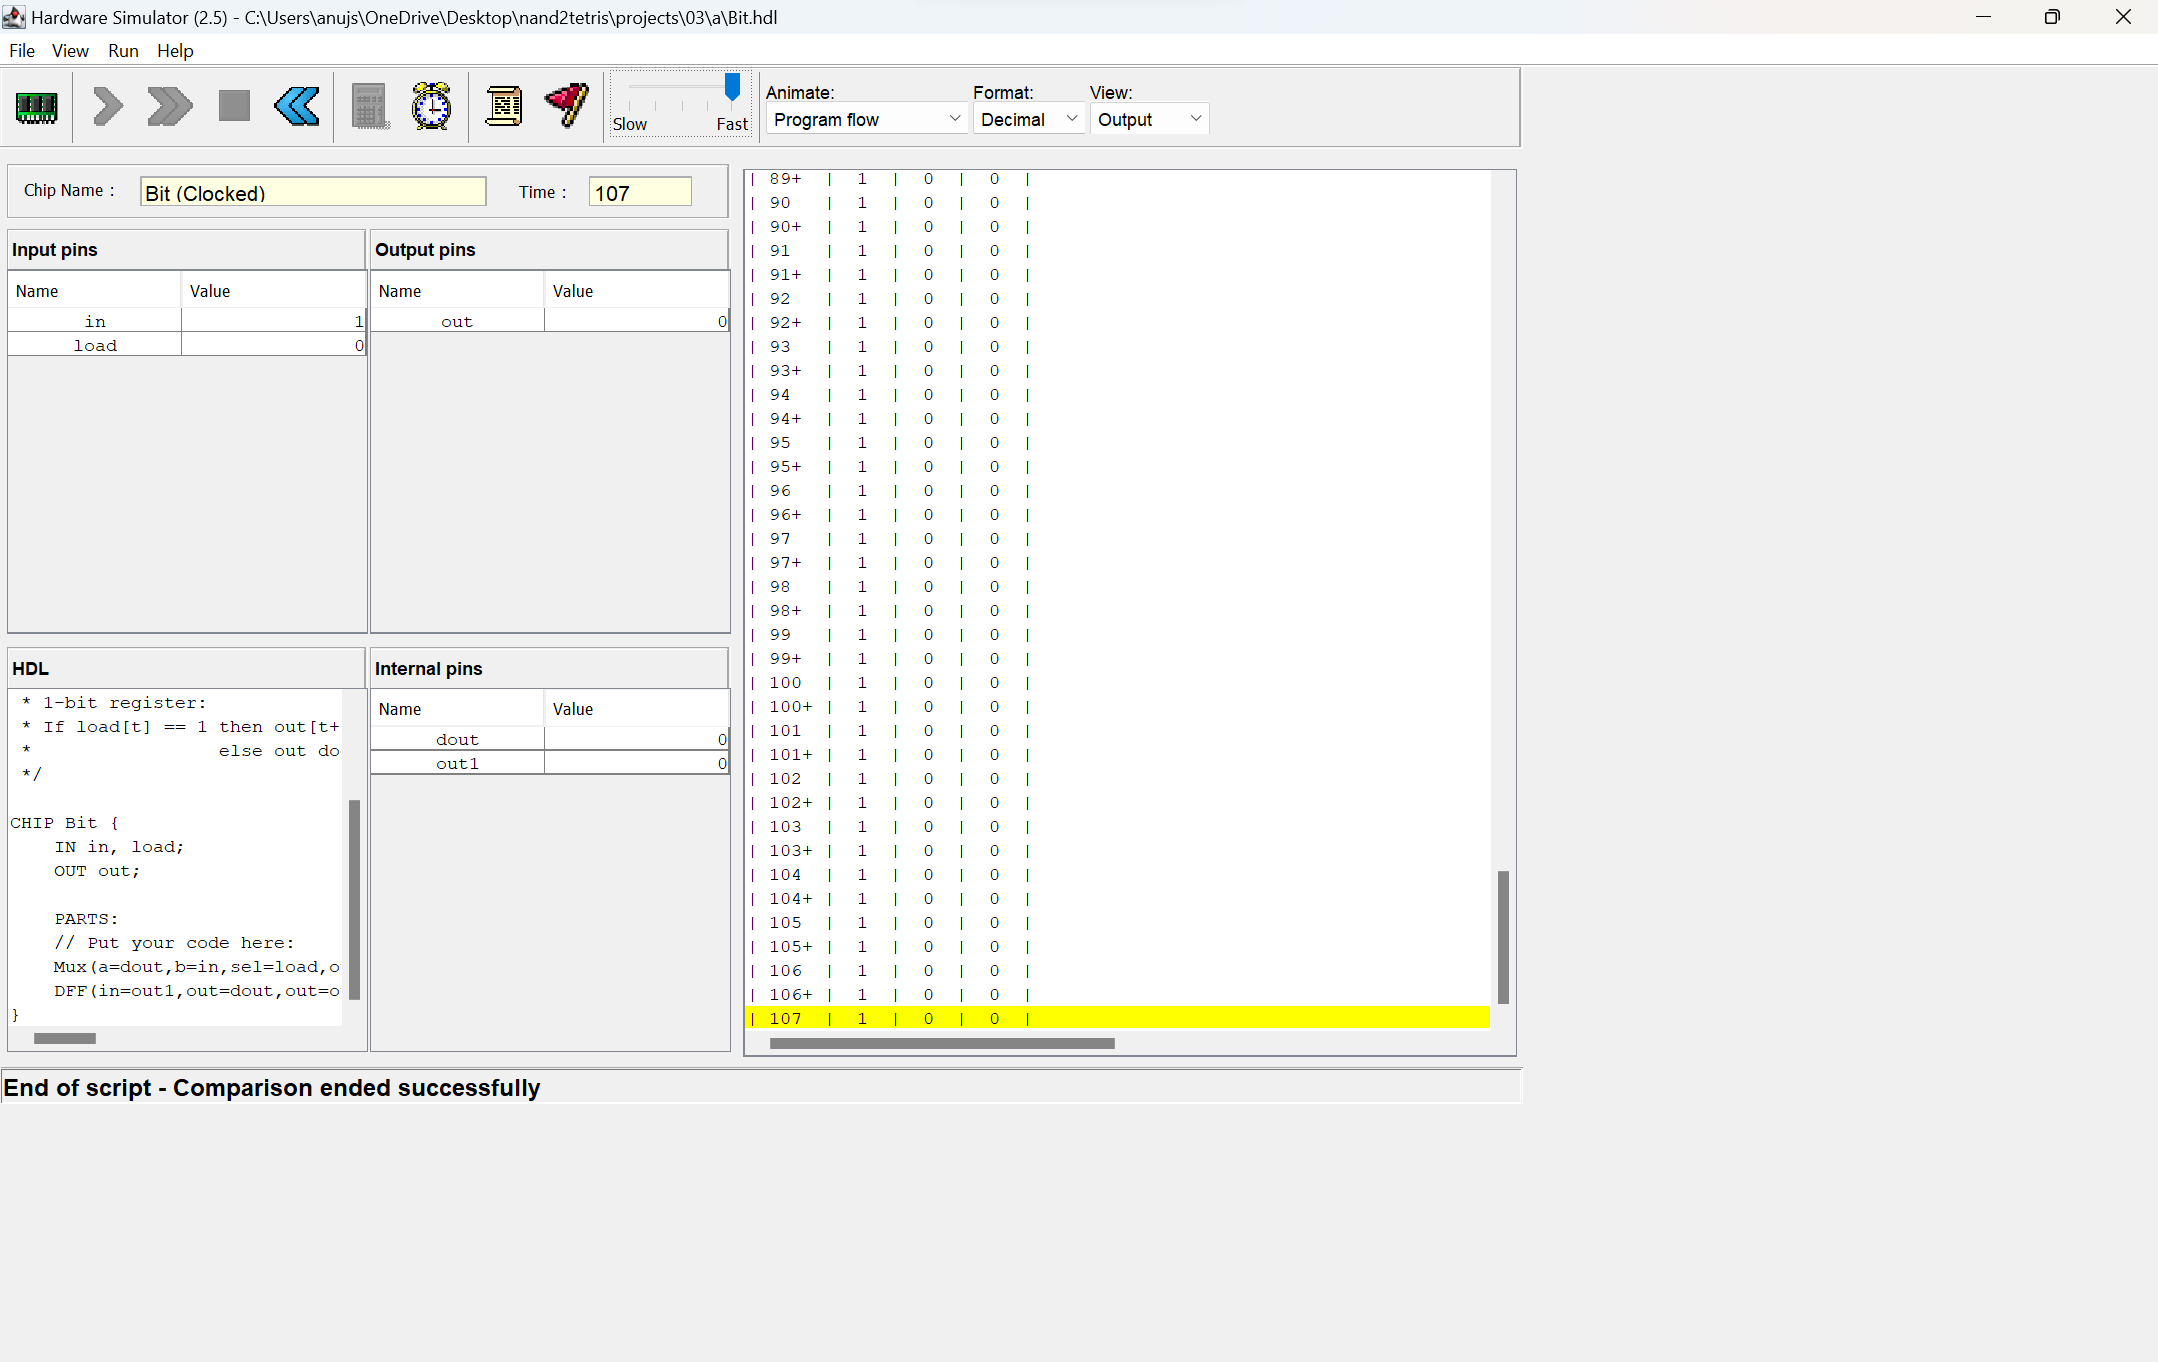 Hardware Simulator (2.5) - C:\Users\anujs\OneDrive\Desktop\nand2tetris\projects\03\a\Bit.hdl
File View Run Help
Slow Fast
Animate: Format: View:
Program flow Decimal Output
Chip Name : Bit (Clocked) Time : 107
Input pins
Name Value
in 1
load 0
Output pins
Name Value
out 0
HDL
* 1-bit register:
* If load[t] == 1 then out[t+
* else out do
*/
CHIP Bit {
IN in, load;
OUT out;
PARTS:
// Put your code here:
Mux(a=dout,b=in,sel=load,o
DFF(in=out1,out=dout,out=o
}
Internal pins
Name Value
dout 0
out1 0
| 89+ | 1 | 0 | 0 |
| 90 | 1 | 0 | 0 |
| 90+ | 1 | 0 | 0 |
| 91 | 1 | 0 | 0 |
| 91+ | 1 | 0 | 0 |
| 92 | 1 | 0 | 0 |
| 92+ | 1 | 0 | 0 |
| 93 | 1 | 0 | 0 |
| 93+ | 1 | 0 | 0 |
| 94 | 1 | 0 | 0 |
| 94+ | 1 | 0 | 0 |
| 95 | 1 | 0 | 0 |
| 95+ | 1 | 0 | 0 |
| 96 | 1 | 0 | 0 |
| 96+ | 1 | 0 | 0 |
| 97 | 1 | 0 | 0 |
| 97+ | 1 | 0 | 0 |
| 98 | 1 | 0 | 0 |
| 98+ | 1 | 0 | 0 |
| 99 | 1 | 0 | 0 |
| 99+ | 1 | 0 | 0 |
| 100 | 1 | 0 | 0 |
| 100+ | 1 | 0 | 0 |
| 101 | 1 | 0 | 0 |
| 101+ | 1 | 0 | 0 |
| 102 | 1 | 0 | 0 |
| 102+ | 1 | 0 | 0 |
| 103 | 1 | 0 | 0 |
| 103+ | 1 | 0 | 0 |
| 104 | 1 | 0 | 0 |
| 104+ | 1 | 0 | 0 |
| 105 | 1 | 0 | 0 |
| 105+ | 1 | 0 | 0 |
| 106 | 1 | 0 | 0 |
| 106+ | 1 | 0 | 0 |
| 107 | 1 | 0 | 0 |
End of script - Comparison ended successfully